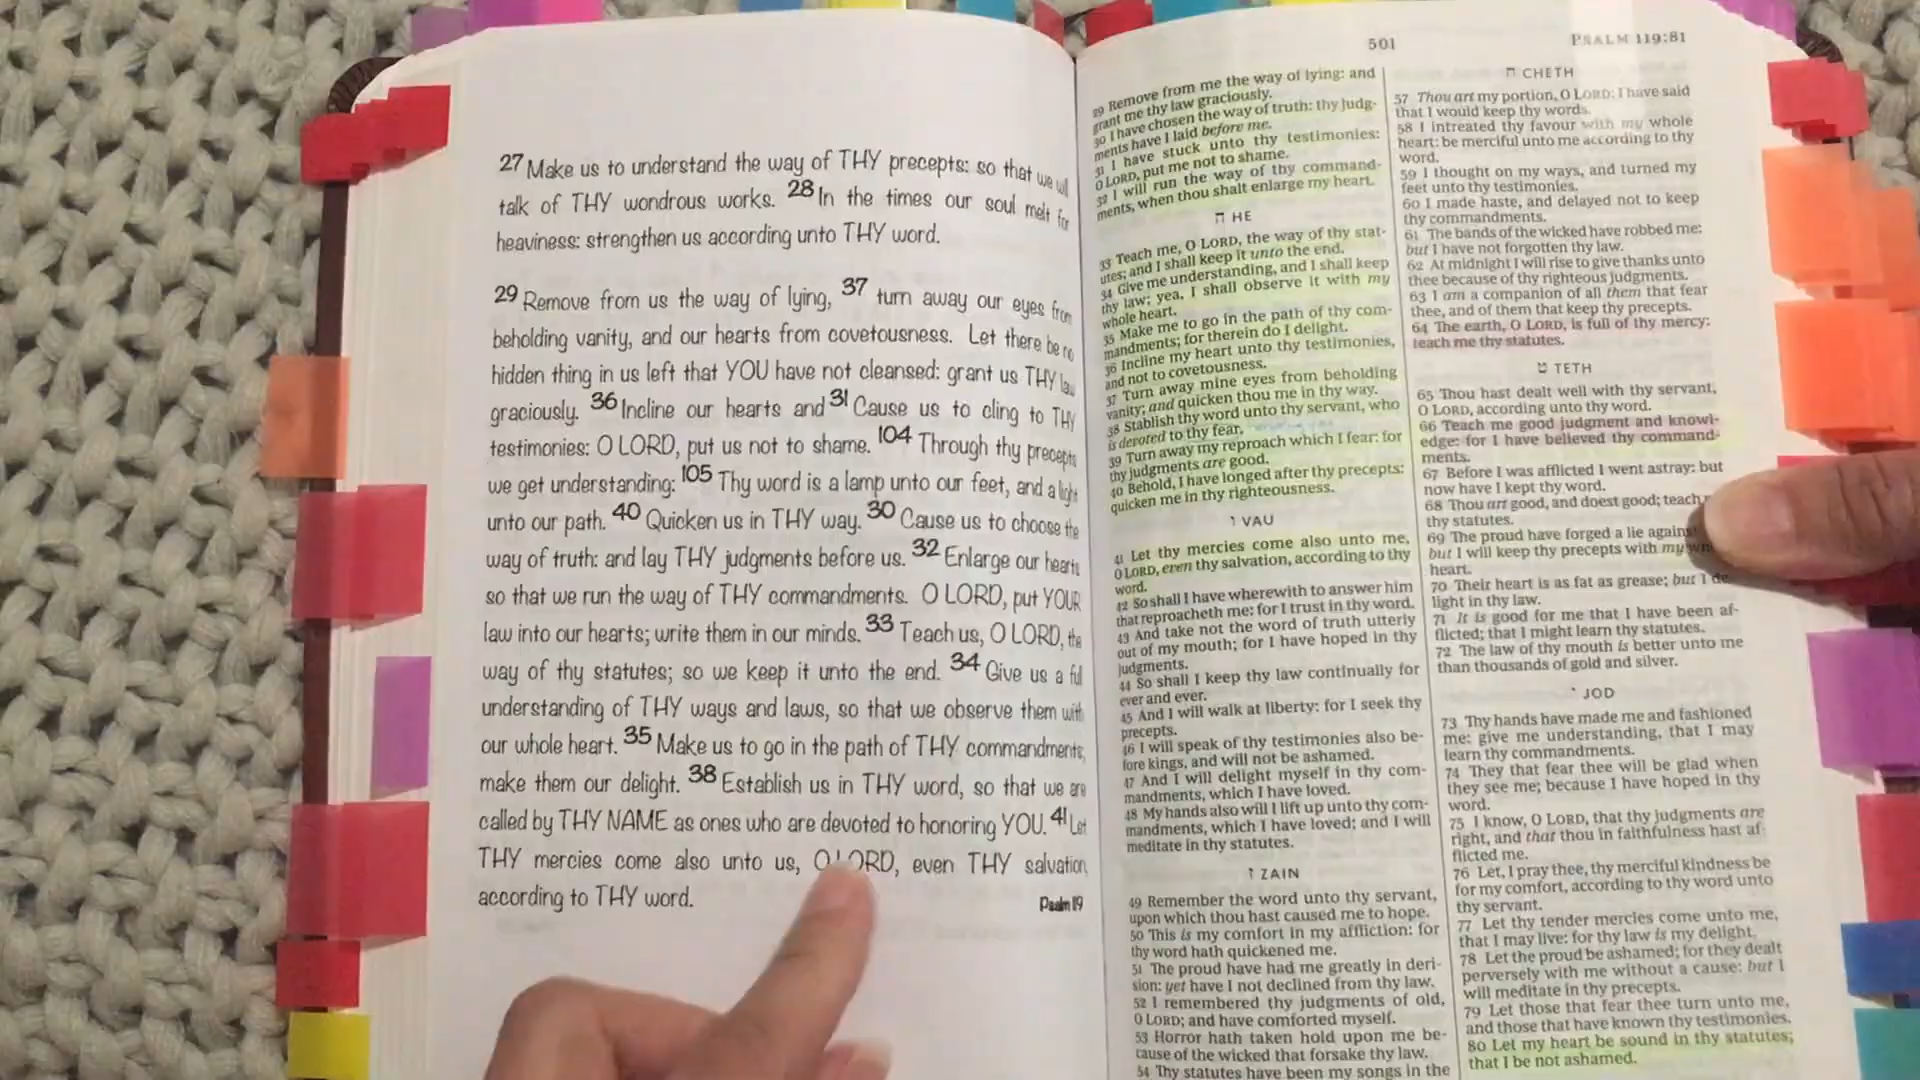 27 Make us to understand the way of THY precepts: so that we
talk of THY wondrous works. 28 In the times our soul melt for
heaviness: strengthen us according unto THY word.
29 Remove from us the way of lying, 37 turn away our eyes from
beholding vanity, and our hearts from covetousness. Let there be no
hidden thing in us left that YOU have not cleansed: grant us THY law
graciously. 36 Incline our hearts and 31 Cause us to cling to THY
testimonies: O LORD, put us not to shame. 104 Through thy precepts
we get understanding: 105 Thy word is a lamp unto our feet, and a light
unto our path. 40 Quicken us in THY way. 30 Cause us to choose the
way of truth: and lay THY judgments before us. 32 Enlarge our hearts
so that we run the way of THY commandments. O LORD, put YOUR
law into our hearts; write them in our minds. 33 Teach us, O LORD, the
way of thy statutes; so we keep it unto the end. 34 Give us a full
understanding of THY ways and laws, so that we observe them with
our whole heart. 35 Make us to go in the path of THY commandments,
make them our delight. 38 Establish us in THY word, so that we are
called by THY NAME as ones who are devoted to honoring YOU. 41 Let
THY mercies come also unto us, O LORD, even THY salvation,
according to THY word.
Psalm 119
501
PSALM 119:81
29 Remove from me the way of lying: and
grant me thy law graciously.
30 I have chosen the way of truth: thy judg-
ments have I laid before me.
31 I have stuck unto thy testimonies:
O LORD, put me not to shame.
32 I will run the way of thy command-
ments, when thou shalt enlarge my heart.
ה HE
33 Teach me, O LORD, the way of thy stat-
utes; and I shall keep it unto the end.
34 Give me understanding, and I shall keep
thy law; yea, I shall observe it with my
whole heart.
35 Make me to go in the path of thy com-
mandments; for therein do I delight.
36 Incline my heart unto thy testimonies,
and not to covetousness.
37 Turn away mine eyes from beholding
vanity; and quicken thou me in thy way.
38 Stablish thy word unto thy servant, who
is devoted to thy fear.
39 Turn away my reproach which I fear: for
thy judgments are good.
40 Behold, I have longed after thy precepts:
quicken me in thy righteousness.
ו VAU
41 Let thy mercies come also unto me,
O LORD, even thy salvation, according to thy
word.
42 So shall I have wherewith to answer him
that reproacheth me: for I trust in thy word.
43 And take not the word of truth utterly
out of my mouth; for I have hoped in thy
judgments.
44 So shall I keep thy law continually for
ever and ever.
45 And I will walk at liberty: for I seek thy
precepts.
46 I will speak of thy testimonies also be-
fore kings, and will not be ashamed.
47 And I will delight myself in thy com-
mandments, which I have loved.
48 My hands also will I lift up unto thy com-
mandments, which I have loved; and I will
meditate in thy statutes.
ז ZAIN
49 Remember the word unto thy servant,
upon which thou hast caused me to hope.
50 This is my comfort in my affliction: for
thy word hath quickened me.
51 The proud have had me greatly in deri-
sion: yet have I not declined from thy law.
52 I remembered thy judgments of old,
O LORD; and have comforted myself.
53 Horror hath taken hold upon me be-
cause of the wicked that forsake thy law.
54 Thy statutes have been my songs in the
ח CHETH
57 Thou art my portion, O LORD: I have said
that I would keep thy words.
58 I intreated thy favour with my whole
heart: be merciful unto me according to thy
word.
59 I thought on my ways, and turned my
feet unto thy testimonies.
60 I made haste, and delayed not to keep
thy commandments.
61 The bands of the wicked have robbed me:
but I have not forgotten thy law.
62 At midnight I will rise to give thanks unto
thee because of thy righteous judgments.
63 I am a companion of all them that fear
thee, and of them that keep thy precepts.
64 The earth, O LORD, is full of thy mercy:
teach me thy statutes.
ט TETH
65 Thou hast dealt well with thy servant,
O LORD, according unto thy word.
66 Teach me good judgment and knowl-
edge: for I have believed thy command-
ments.
67 Before I was afflicted I went astray: but
now have I kept thy word.
68 Thou art good, and doest good; teach
thy statutes.
69 The proud have forged a lie against
but I will keep thy precepts with my
heart.
70 Their heart is as fat as grease; but I de-
light in thy law.
71 It is good for me that I have been af-
flicted; that I might learn thy statutes.
72 The law of thy mouth is better unto me
than thousands of gold and silver.
י JOD
73 Thy hands have made me and fashioned
me: give me understanding, that I may
learn thy commandments.
74 They that fear thee will be glad when
they see me; because I have hoped in thy
word.
75 I know, O LORD, that thy judgments are
right, and that thou in faithfulness hast af-
flicted me.
76 Let, I pray thee, thy merciful kindness be
for my comfort, according to thy word unto
thy servant.
77 Let thy tender mercies come unto me,
that I may live: for thy law is my delight.
78 Let the proud be ashamed; for they dealt
perversely with me without a cause: but I
will meditate in thy precepts.
79 Let those that fear thee turn unto me,
and those that have known thy testimonies.
80 Let my heart be sound in thy statutes;
that I be not ashamed.